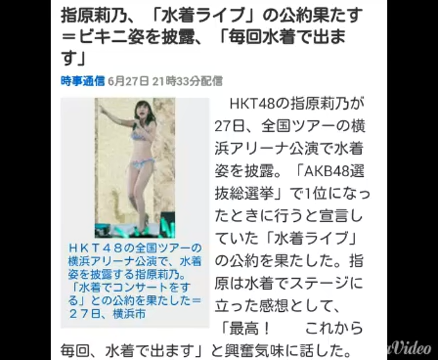 指原莉乃、「水着ライブ」の公約果たす
＝ビキニ姿を披露、「毎回水着で出ま
す」
時事通信 6月27日 21時33分配信
HKT48の指原莉乃が
27日、全国ツアーの横
浜アリーナ公演で水着
姿を披露。「AKB48選
抜総選挙」で1位になっ
たときに行うと宣言し
ていた「水着ライブ」
の公約を果たした。指
原は水着でステージに
立った感想として、
「最高！　これから
毎回、水着で出ます」と興奮気味に話した。
ＨＫＴ４８の全国ツアーの
横浜アリーナ公演で、水着
姿を披露する指原莉乃。
「水着でコンサートをす
る」との公約を果たした＝
２７日、横浜市
Video